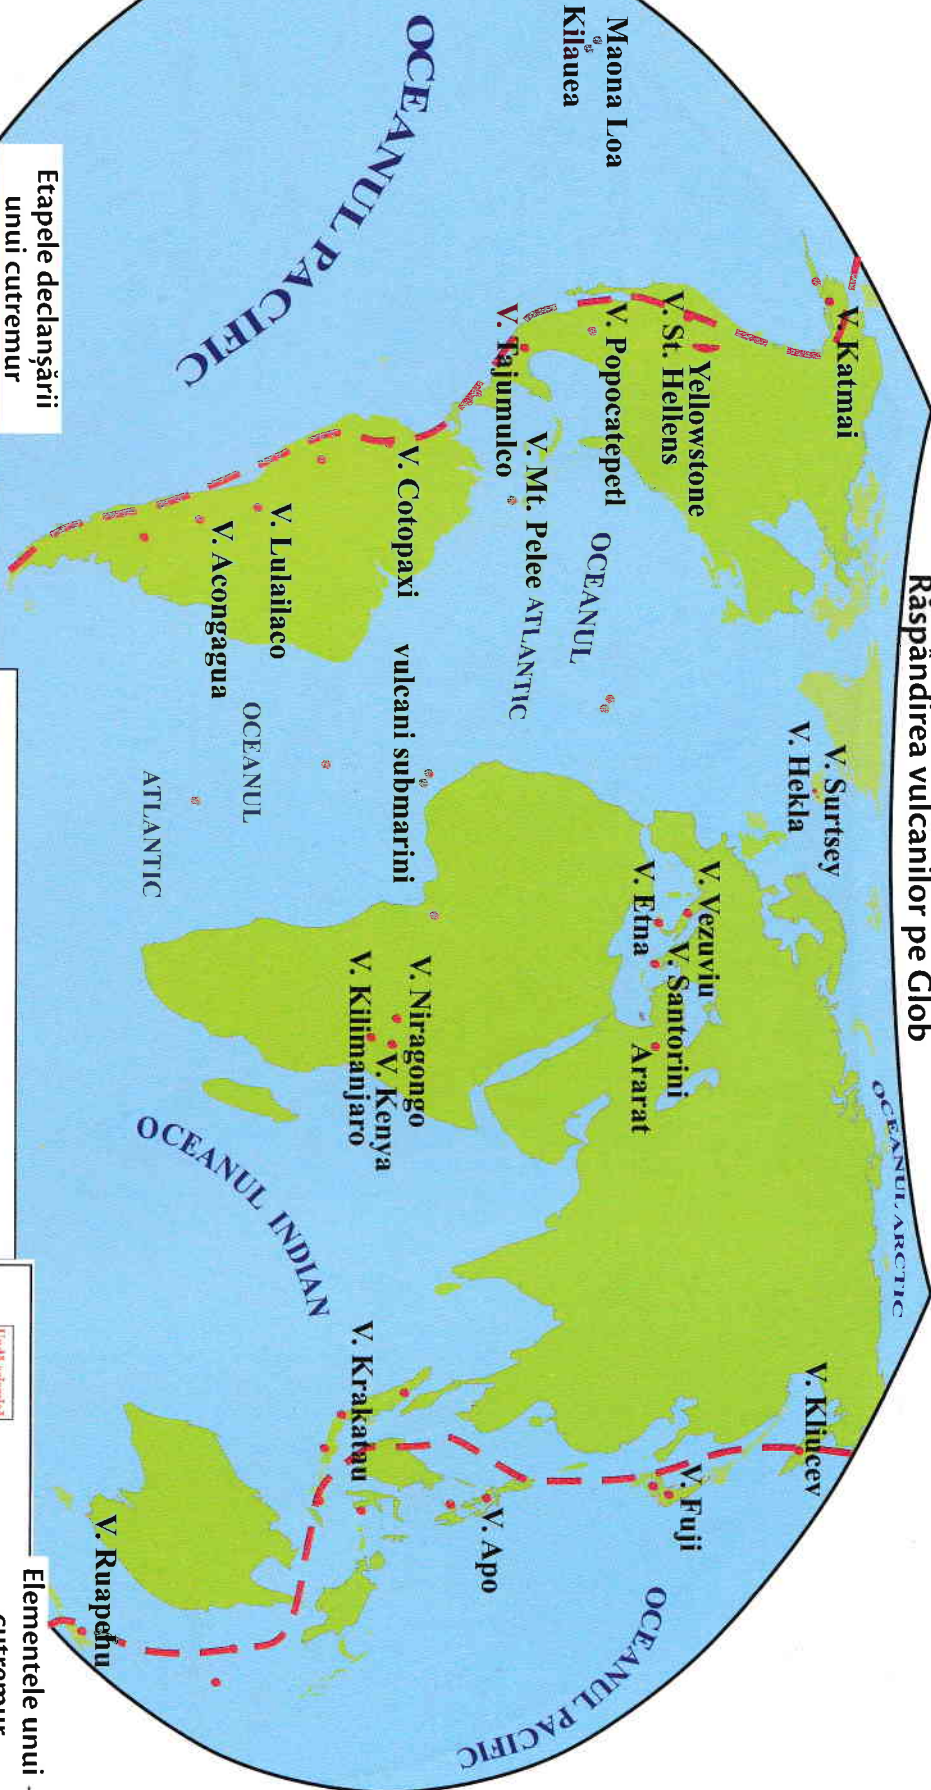 Răspândirea vulcanilor pe Glob
OCEANUL ARCTIC
V. Katmai
V. Surtsey
V. Hekla
V. Kliucev
Yellowstone
V. St. Hellens
V. Vezuviu
V. Santorini
V. Etna
Ararat
V. Fuji
Maona Loa
Kilauea
V. Popocatepetl
OCEANUL
ATLANTIC
V. Mt. Pelee
V. Tajumulco
OCEANUL PACIFIC
OCEANUL PACIFIC
V. Apo
V. Cotopaxi
vulcani submarini
V. Niragongo
V. Kenya
V. Kilimanjaro
V. Krakatau
V. Lulailaco
V. Acongagua
OCEANUL
ATLANTIC
OCEANUL INDIAN
V. Ruapehu
Etapele declanșării
unui cutremur
Elementele unui
cutremur